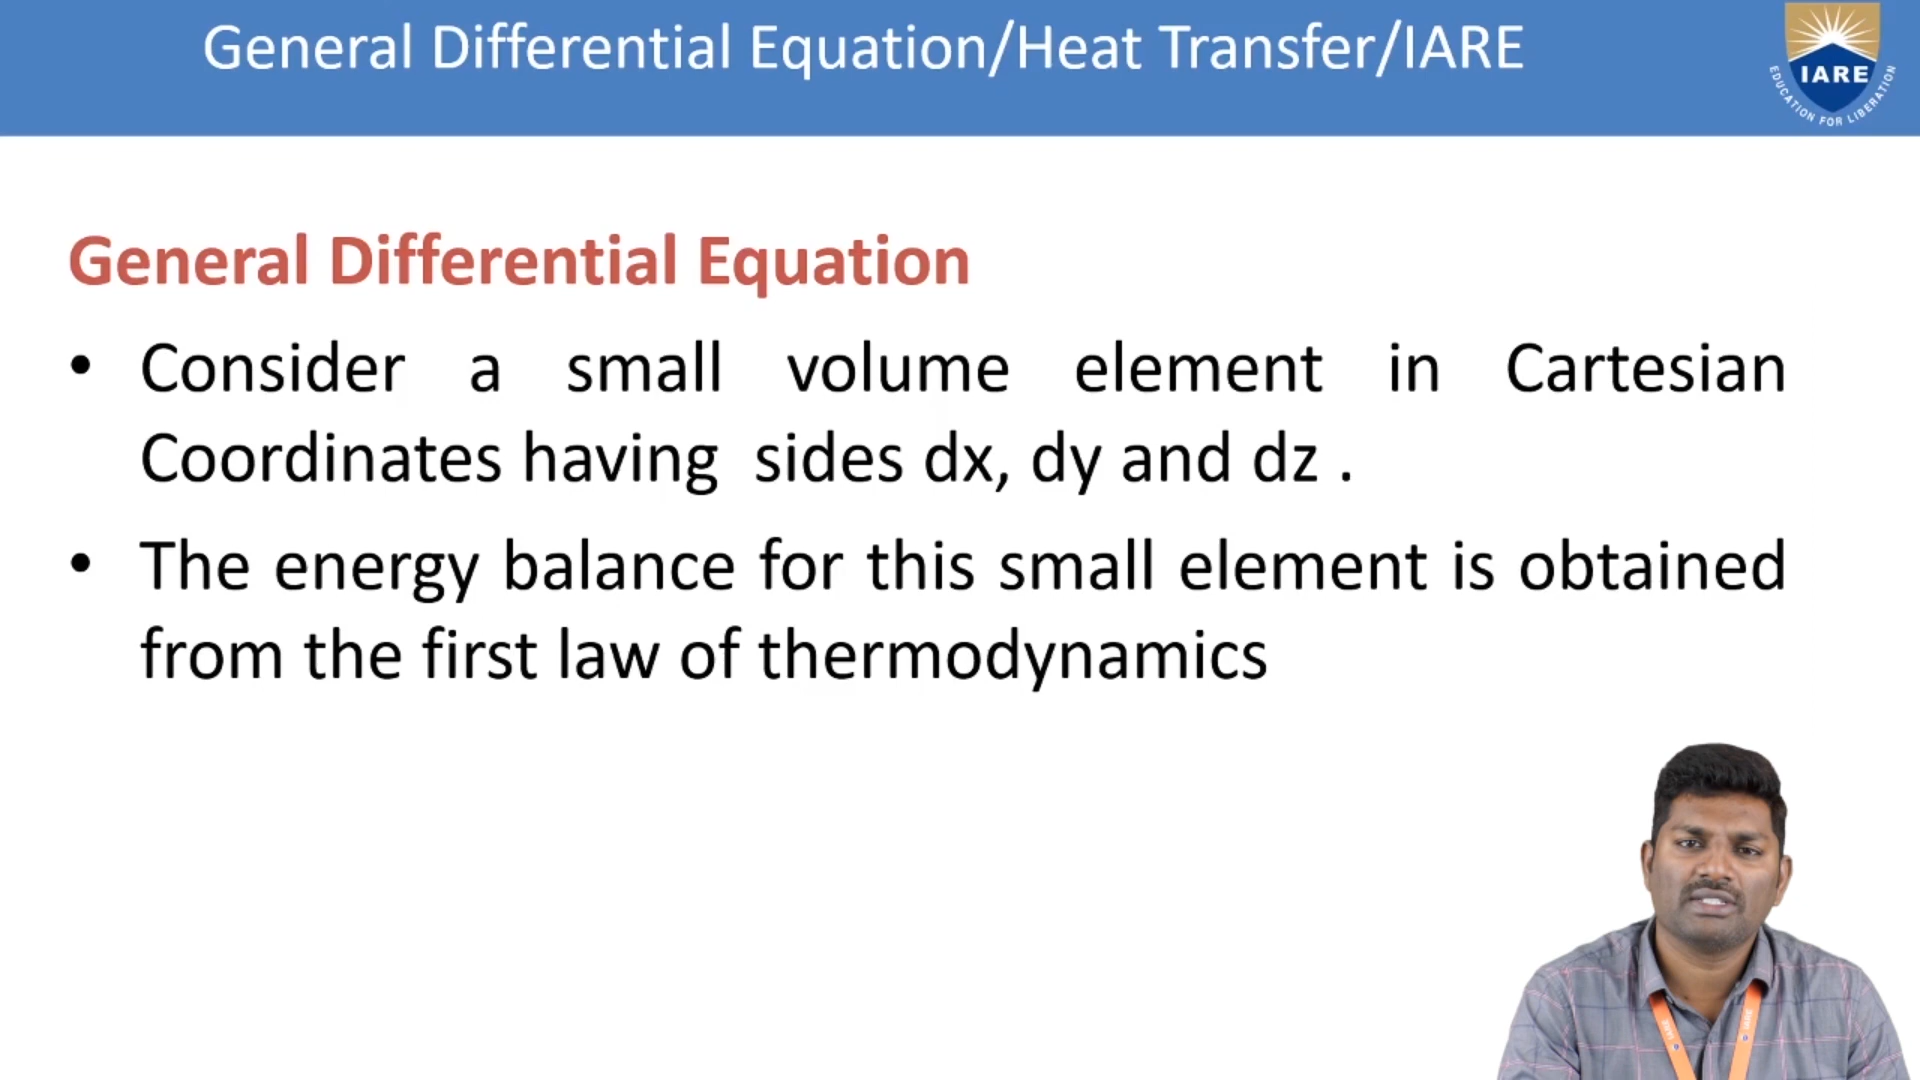 General Differential Equation/Heat Transfer/IARE
IARE
EDUCATION FOR LIBERATION
General Differential Equation
• Consider a small volume element in Cartesian
Coordinates having sides dx, dy and dz .
• The energy balance for this small element is obtained
from the first law of thermodynamics